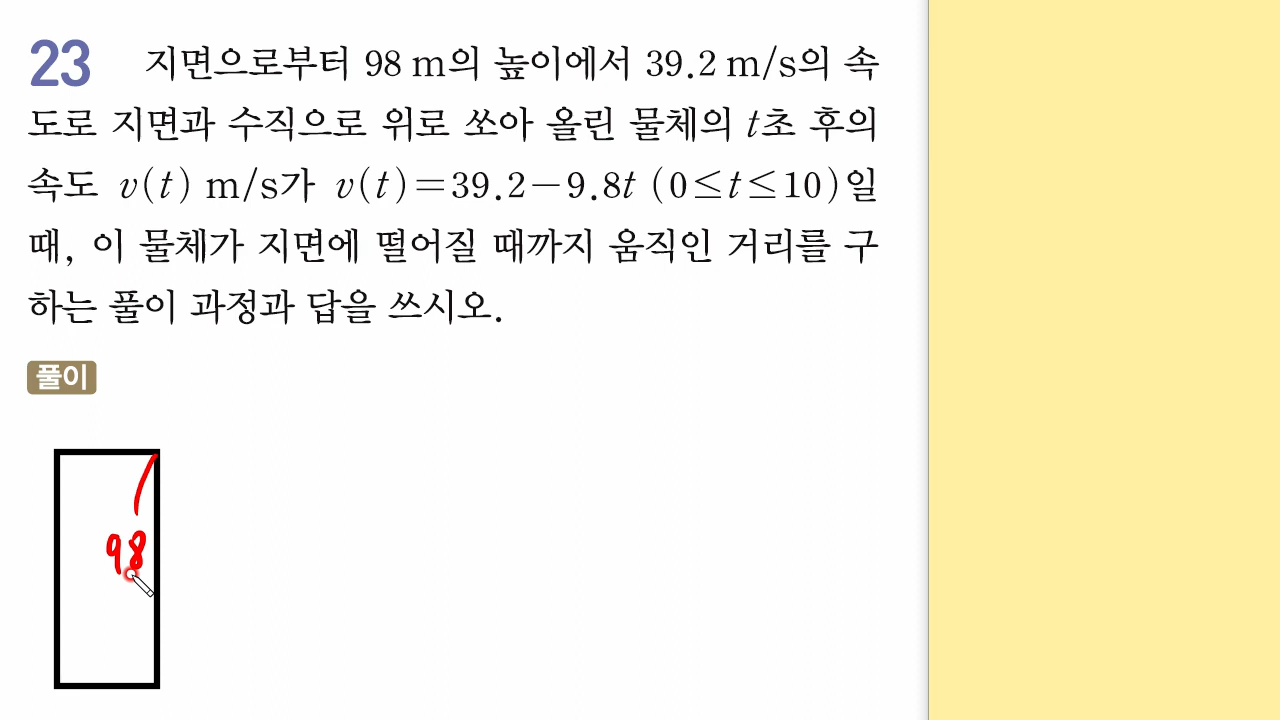 23 지면으로부터 98 m의 높이에서 39.2 m/s의 속
도로 지면과 수직으로 위로 쏘아 올린 물체의 t초 후의
속도 v(t) m/s가 v(t)=39.2-9.8t (0≤t≤10)일
때, 이 물체가 지면에 떨어질 때까지 움직인 거리를 구
하는 풀이 과정과 답을 쓰시오.
풀이
98